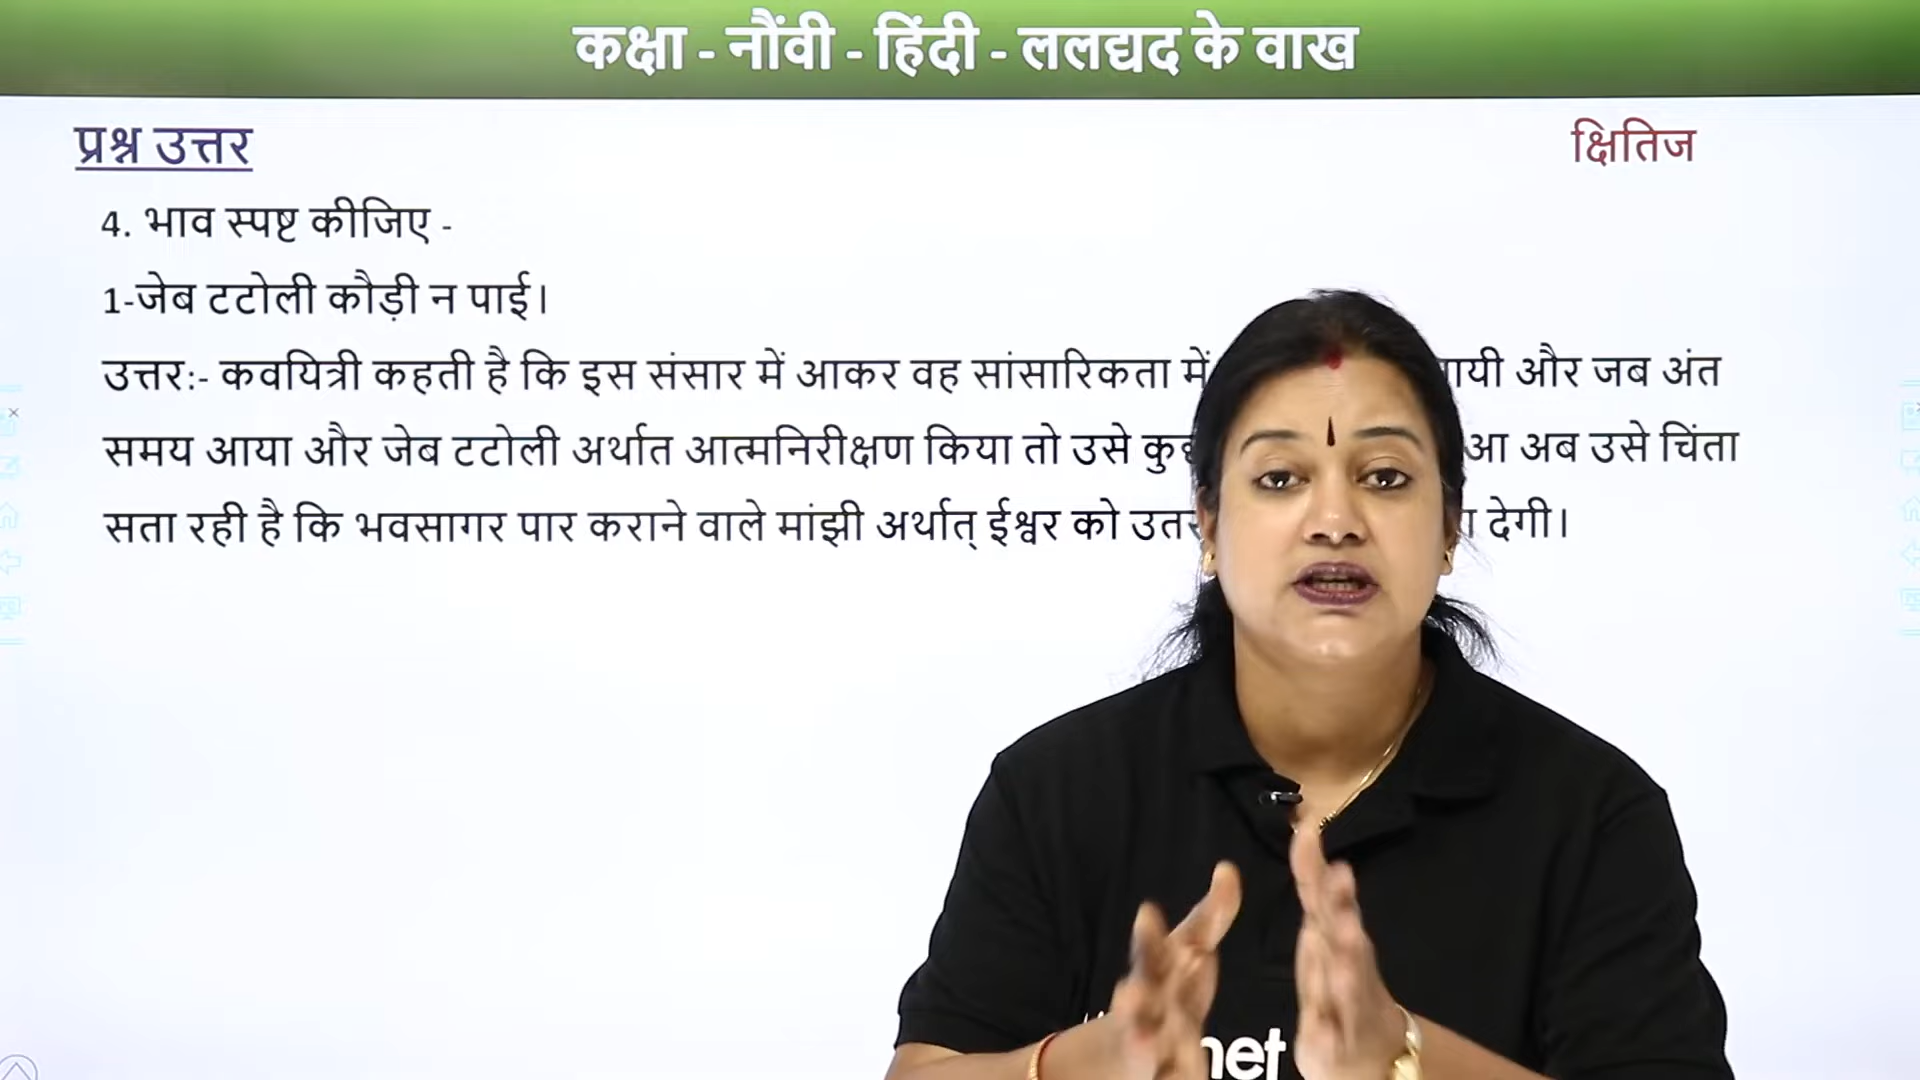 कक्षा - नौंवी - हिंदी - ललद्यद के वाख
प्रश्न उत्तर
क्षितिज
4. भाव स्पष्ट कीजिए -
1-जेब टटोली कौड़ी न पाई।
उत्तर:- कवयित्री कहती है कि इस संसार में आकर वह सांसारिकता में और जब अंत
समय आया और जेब टटोली अर्थात आत्मनिरीक्षण किया तो उसे अब उसे चिंता
सता रही है कि भवसागर पार कराने वाले मांझी अर्थात् ईश्वर को देगी।
net